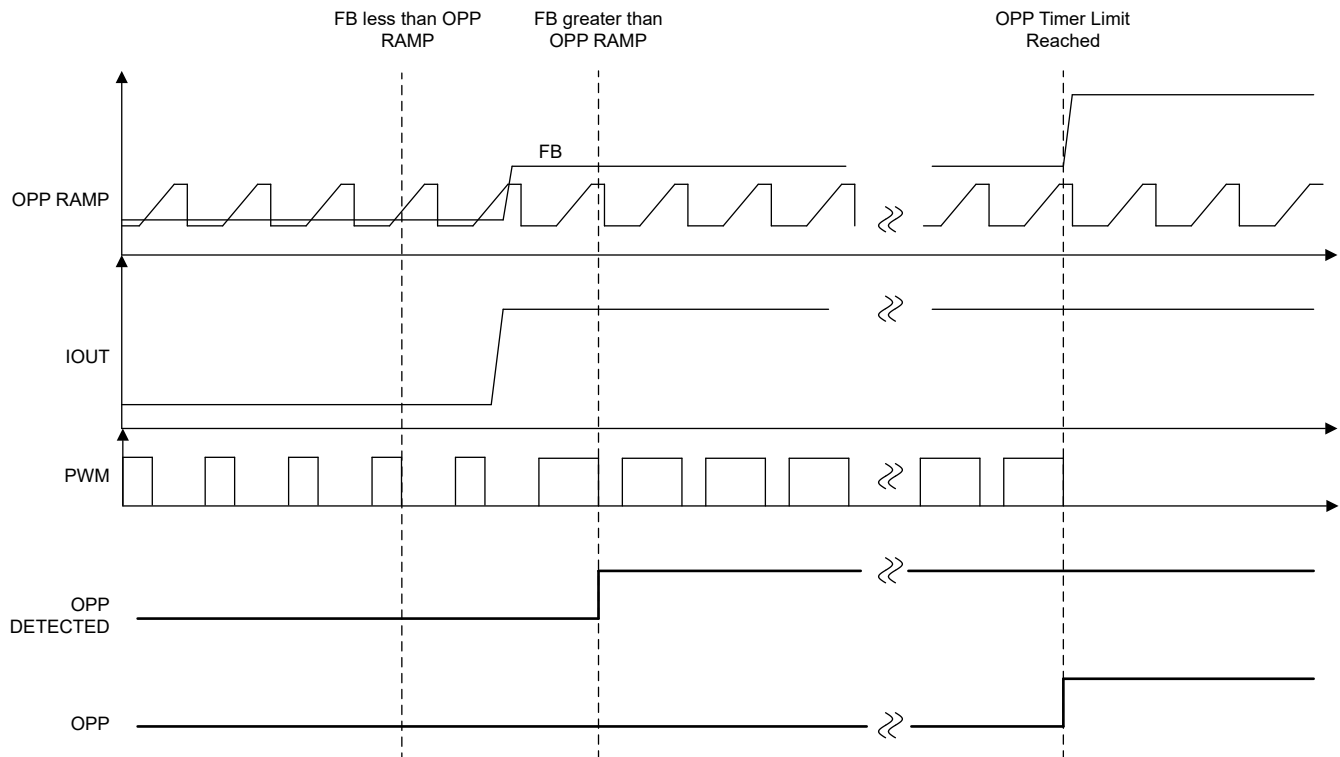 FB less than OPP
RAMP
FB greater than
OPP RAMP
OPP Timer Limit
Reached
FB
OPP RAMP
IOUT
PWM
OPP
DETECTED
OPP